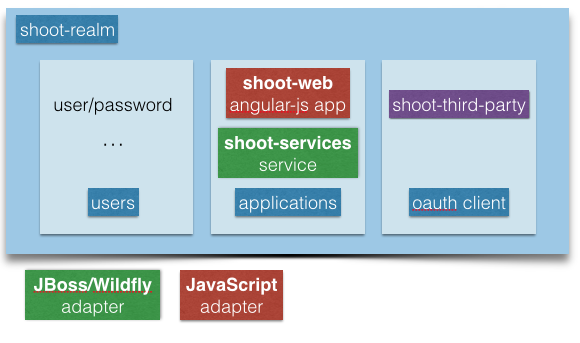 shoot-realm
user/password
...
users
shoot-web
angular-js app
shoot-services
service
applications
shoot-third-party
oauth client
JBoss/Wildfly
adapter
JavaScript
adapter